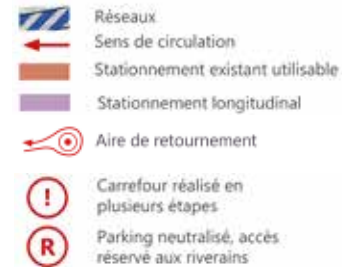 Réseaux
Sens de circulation
Stationnement existant utilisable
Stationnement longitudinal
Aire de retournement
!
Carrefour réalisé en
plusieurs étapes
R
Parking neutralisé, accès
réservé aux riverains